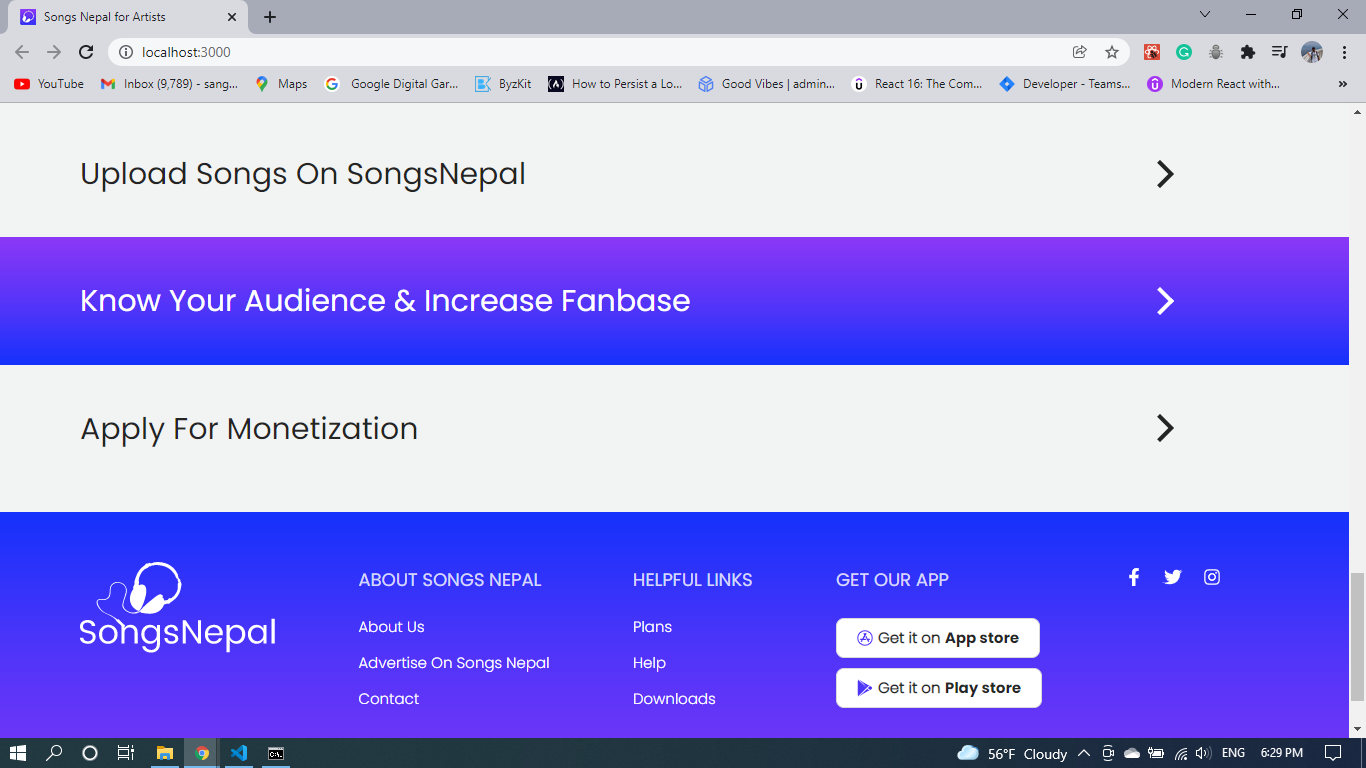 Songs Nepal for Artists
localhost:3000
YouTube
Inbox (9,789) - sang...
Maps
Google Digital Gar...
ByzKit
How to Persist a Lo...
Good Vibes | admin...
React 16: The Com...
Developer - Teams...
Modern React with...
Upload Songs On SongsNepal
Know Your Audience & Increase Fanbase
Apply For Monetization
SongsNepal
ABOUT SONGS NEPAL
About Us
Advertise On Songs Nepal
Contact
HELPFUL LINKS
Plans
Help
Downloads
GET OUR APP
Get it on App store
Get it on Play store
56°F Cloudy
ENG
6:29 PM